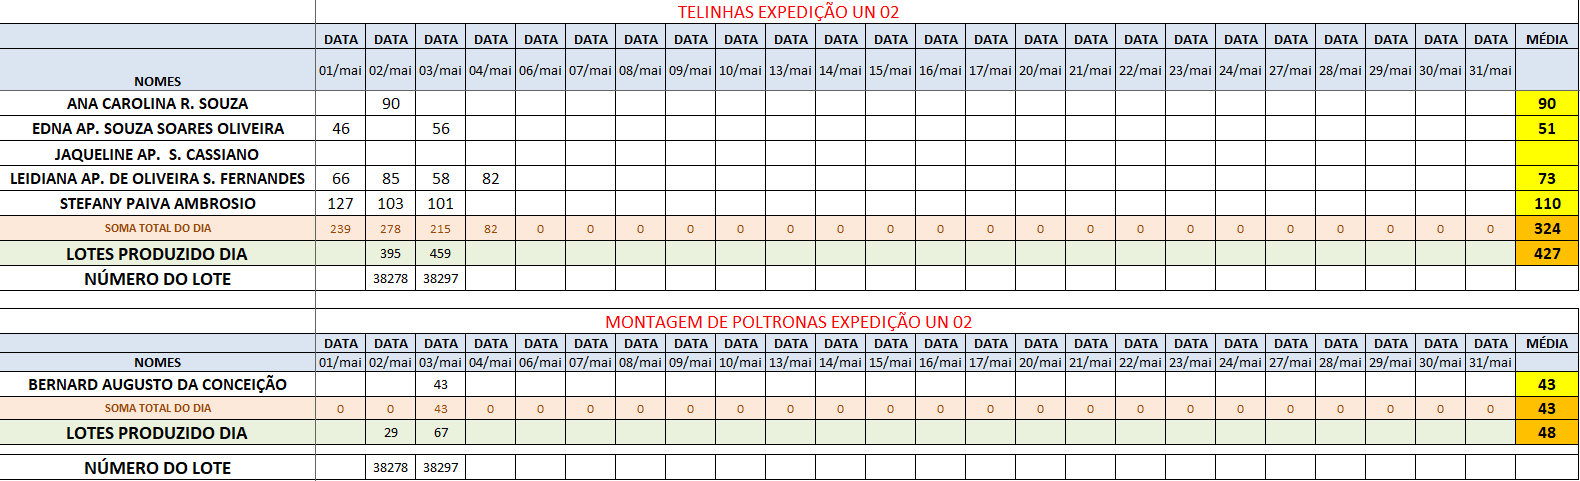 TELINHAS EXPEDIÇÃO UN 02
DATA DATA DATA DATA DATA DATA DATA DATA DATA DATA DATA DATA DATA DATA DATA DATA DATA DATA DATA DATA DATA DATA DATA DATA MÉDIA
NOMES 01/mai 02/mai 03/mai 04/mai 06/mai 07/mai 08/mai 09/mai 10/mai 13/mai 14/mai 15/mai 16/mai 17/mai 20/mai 21/mai 22/mai 23/mai 24/mai 27/mai 28/mai 29/mai 30/mai 31/mai
ANA CAROLINA R. SOUZA 90 90
EDNA AP. SOUZA SOARES OLIVEIRA 46 56 51
JAQUELINE AP. S. CASSIANO
LEIDIANA AP. DE OLIVEIRA S. FERNANDES 66 85 58 82 73
STEFANY PAIVA AMBROSIO 127 103 101 110
SOMA TOTAL DO DIA 239 278 215 82 0 0 0 0 0 0 0 0 0 0 0 0 0 0 0 0 0 0 0 0 324
LOTES PRODUZIDO DIA 395 459 427
NÚMERO DO LOTE 38278 38297
MONTAGEM DE POLTRONAS EXPEDIÇÃO UN 02
DATA DATA DATA DATA DATA DATA DATA DATA DATA DATA DATA DATA DATA DATA DATA DATA DATA DATA DATA DATA DATA DATA DATA DATA MÉDIA
NOMES 01/mai 02/mai 03/mai 04/mai 06/mai 07/mai 08/mai 09/mai 10/mai 13/mai 14/mai 15/mai 16/mai 17/mai 20/mai 21/mai 22/mai 23/mai 24/mai 27/mai 28/mai 29/mai 30/mai 31/mai
BERNARD AUGUSTO DA CONCEIÇÃO 43 43
SOMA TOTAL DO DIA 0 0 43 0 0 0 0 0 0 0 0 0 0 0 0 0 0 0 0 0 0 0 0 0 43
LOTES PRODUZIDO DIA 29 67 48
NÚMERO DO LOTE 38278 38297